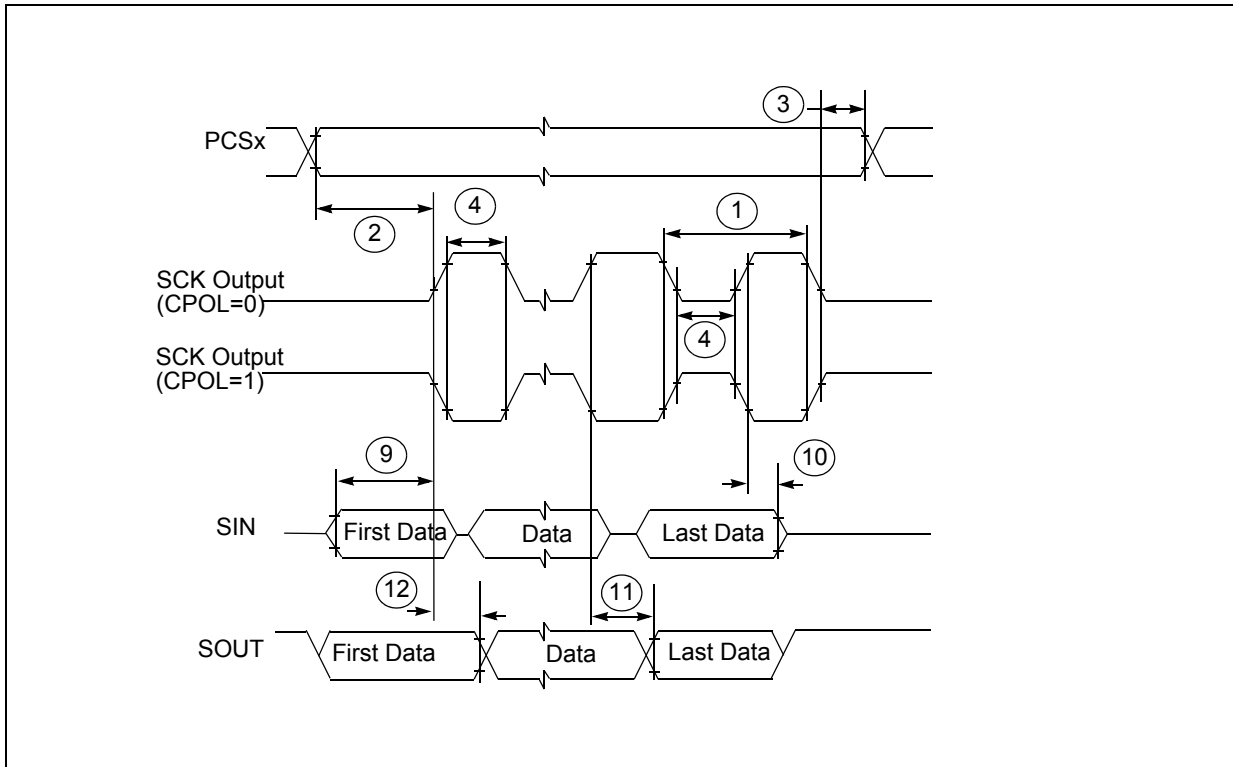 3
PCSx
2
4
1
SCK Output
(CPOL=0)
4
SCK Output
(CPOL=1)
9
10
SIN
First Data
Data
Last Data
12
11
SOUT
First Data
Data
Last Data